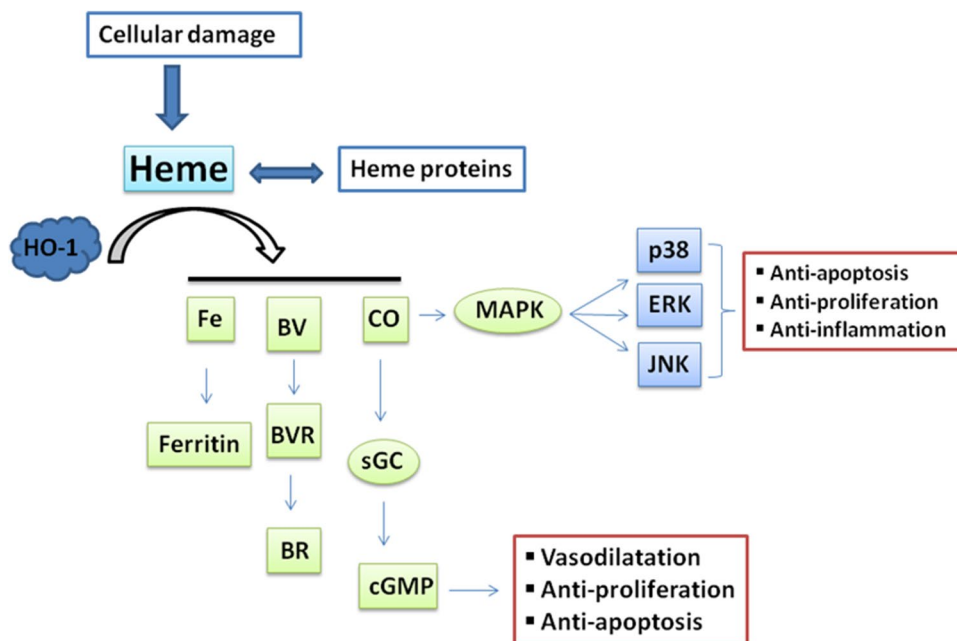 Cellular damage
Heme
Heme proteins
HO-1
Fe
BV
CO
MAPK
p38
ERK
JNK
▪ Anti-apoptosis
▪ Anti-proliferation
▪ Anti-inflammation
Ferritin
BVR
sGC
BR
cGMP
▪ Vasodilatation
▪ Anti-proliferation
▪ Anti-apoptosis